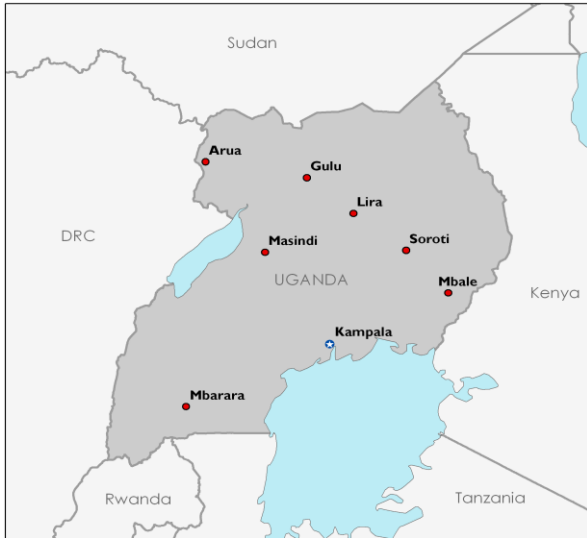 Sudan
Arua
Gulu
Lira
DRC
Masindi
Soroti
UGANDA
Mbale
Kenya
Kampala
Mbarara
Rwanda
Tanzania